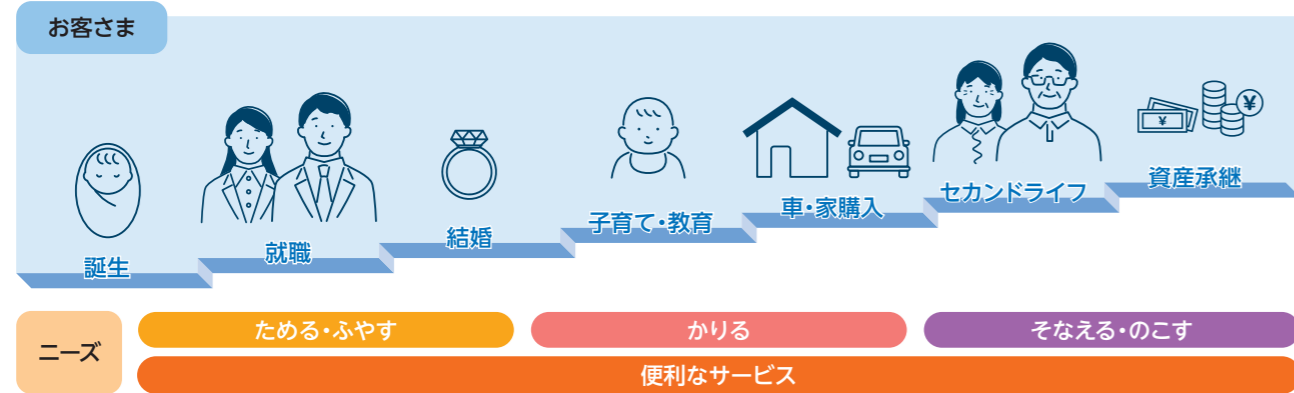 お客さま
誕生
就職
結婚
子育て・教育
車・家購入
セカンドライフ
¥
¥
資産承継
ニーズ
ためる・ふやす
かりる
そなえる・のこす
便利なサービス